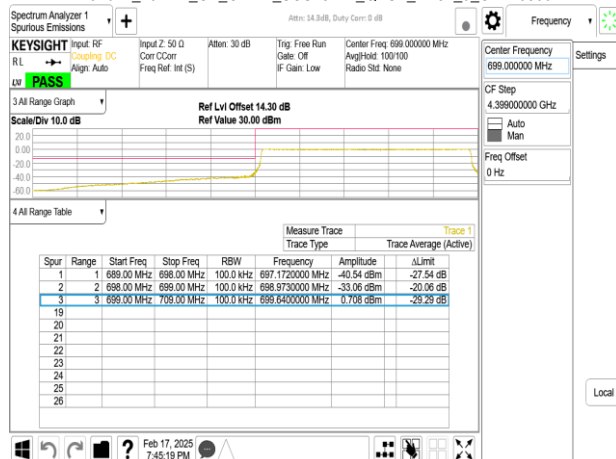 Spectrum Analyzer 1
Spurious Emissions
Attn: 14.3dB, Duty Corr: 0 dB
Frequency
Settings
KEYSIGHT
RL
PASS
Input: RF
Coupling: DC
Align: Auto
Input Z: 50 Ω
Corr CCorr
Freq Ref: Int (S)
Atten: 30 dB
Trig: Free Run
Gate: Off
IF Gain: Low
Center Freq: 699.000000 MHz
Avg|Hold: 100/100
Radio Std: None
Center Frequency
699.000000 MHz
CF Step
4.399000000 GHz
Auto
Man
Freq Offset
0 Hz
3 All Range Graph
Scale/Div 10.0 dB
Ref Lvl Offset 14.30 dB
Ref Value 30.00 dBm
20.0
0.00
-20.0
-40.0
-60.0
4 All Range Table
Measure Trace Trace 1
Trace Type Trace Average (Active)
Spur Range Start Freq Stop Freq RBW Frequency Amplitude ΔLimit
1 1 689.00 MHz 698.00 MHz 100.0 kHz 697.1720000 MHz -40.54 dBm -27.54 dB
2 2 698.00 MHz 699.00 MHz 100.0 kHz 698.9730000 MHz -33.06 dBm -20.06 dB
3 3 699.00 MHz 709.00 MHz 100.0 kHz 699.6400000 MHz 0.708 dBm -29.29 dB
19
20
21
22
23
24
25
26
Local
?
Feb 17, 2025
7:45:19 PM